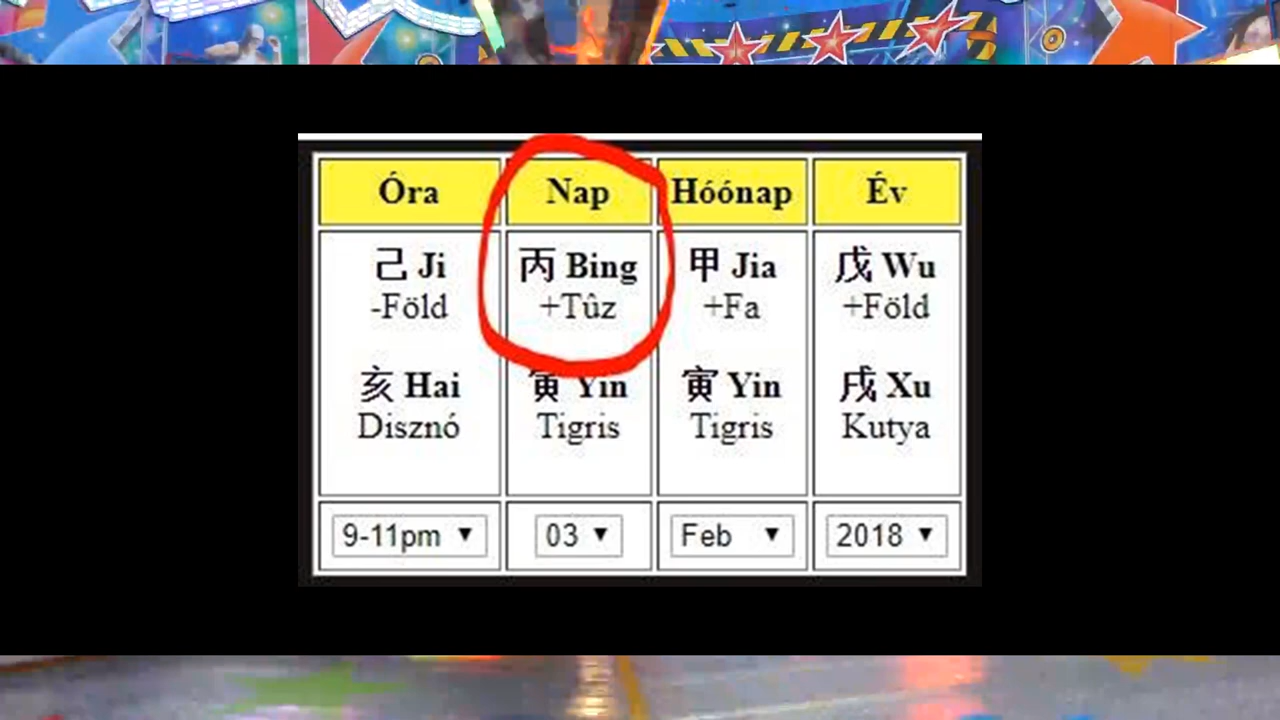 Óra Nap Hóónap Év
己 Ji 丙 Bing 甲 Jia 戊 Wu
-Föld +Tûz +Fa +Föld
亥 Hai 寅 Yin 寅 Yin 戌 Xu
Disznó Tigris Tigris Kutya
9-11pm 03 Feb 2018